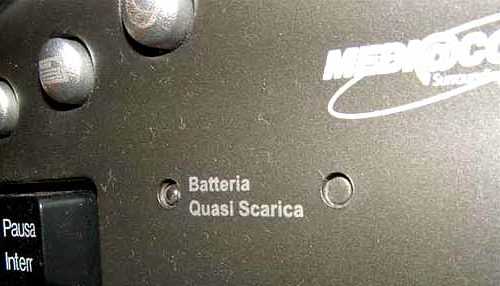 Batteria
Quasi Scarica
Pausa
Interr